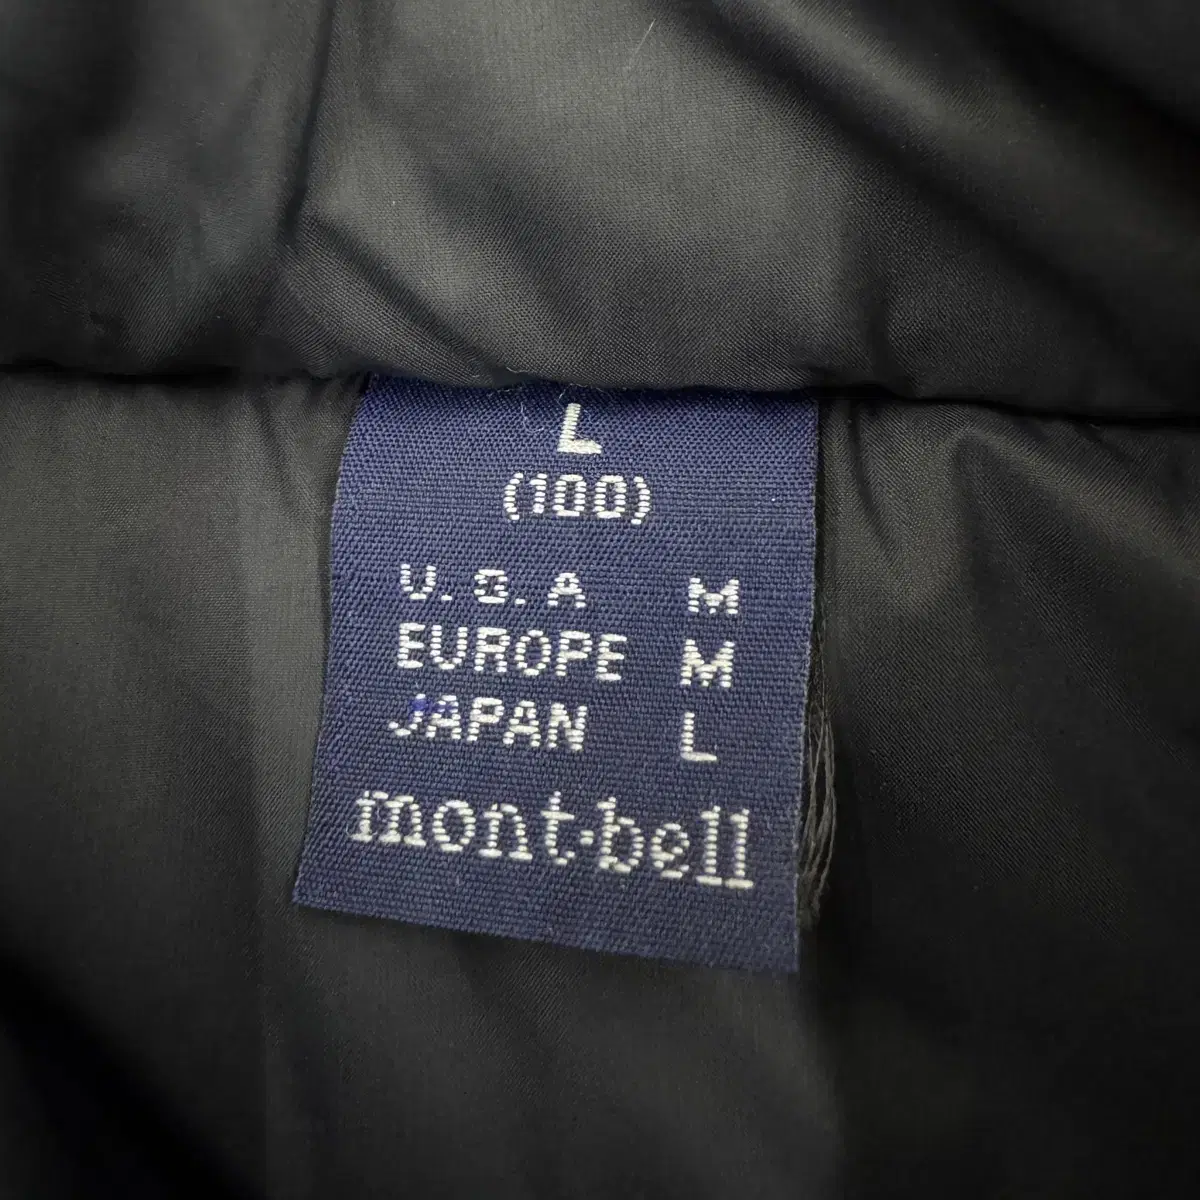 L
(100)
U.S.A M
EUROPE M
JAPAN L
mont·bell